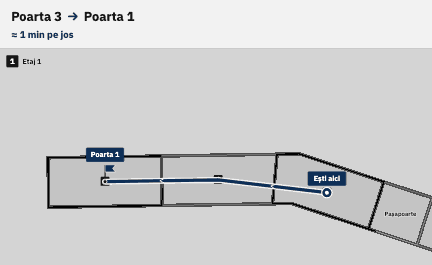 Poarta 3 → Poarta 1
≈ 1 min pe jos
1 Etaj 1
Poarta 1
Ești aici
Pașapoarte